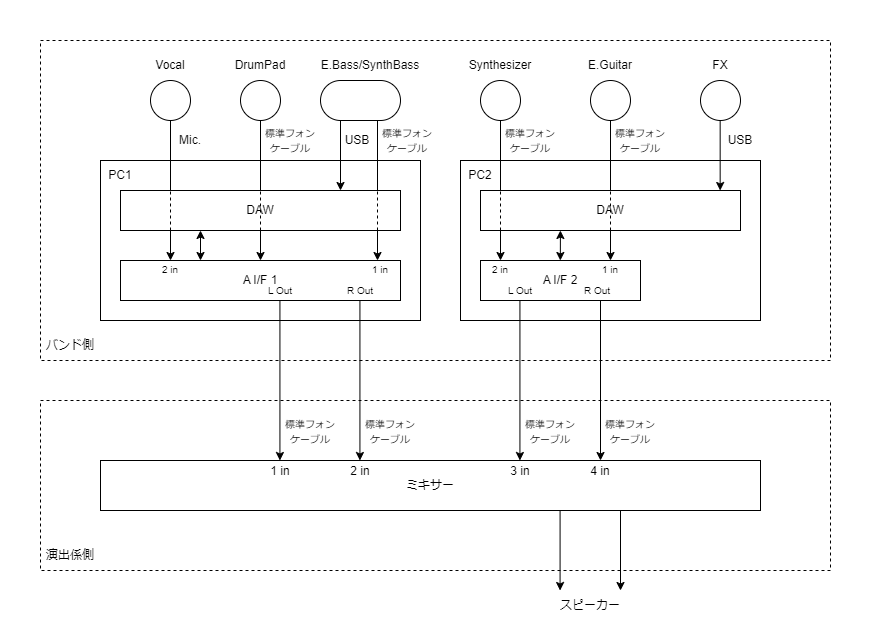 Vocal
DrumPad
E.Bass/SynthBass
Synthesizer
E.Guitar
FX
Mic.
標準フォン
ケーブル
USB
標準フォン
ケーブル
標準フォン
ケーブル
標準フォン
ケーブル
USB
PC1
DAW
2 in
1 in
A I/F 1
L Out
R Out
PC2
DAW
2 in
1 in
A I/F 2
L Out
R Out
バンド側
標準フォン
ケーブル
標準フォン
ケーブル
標準フォン
ケーブル
標準フォン
ケーブル
1 in
2 in
3 in
4 in
ミキサー
演出係側
スピーカー